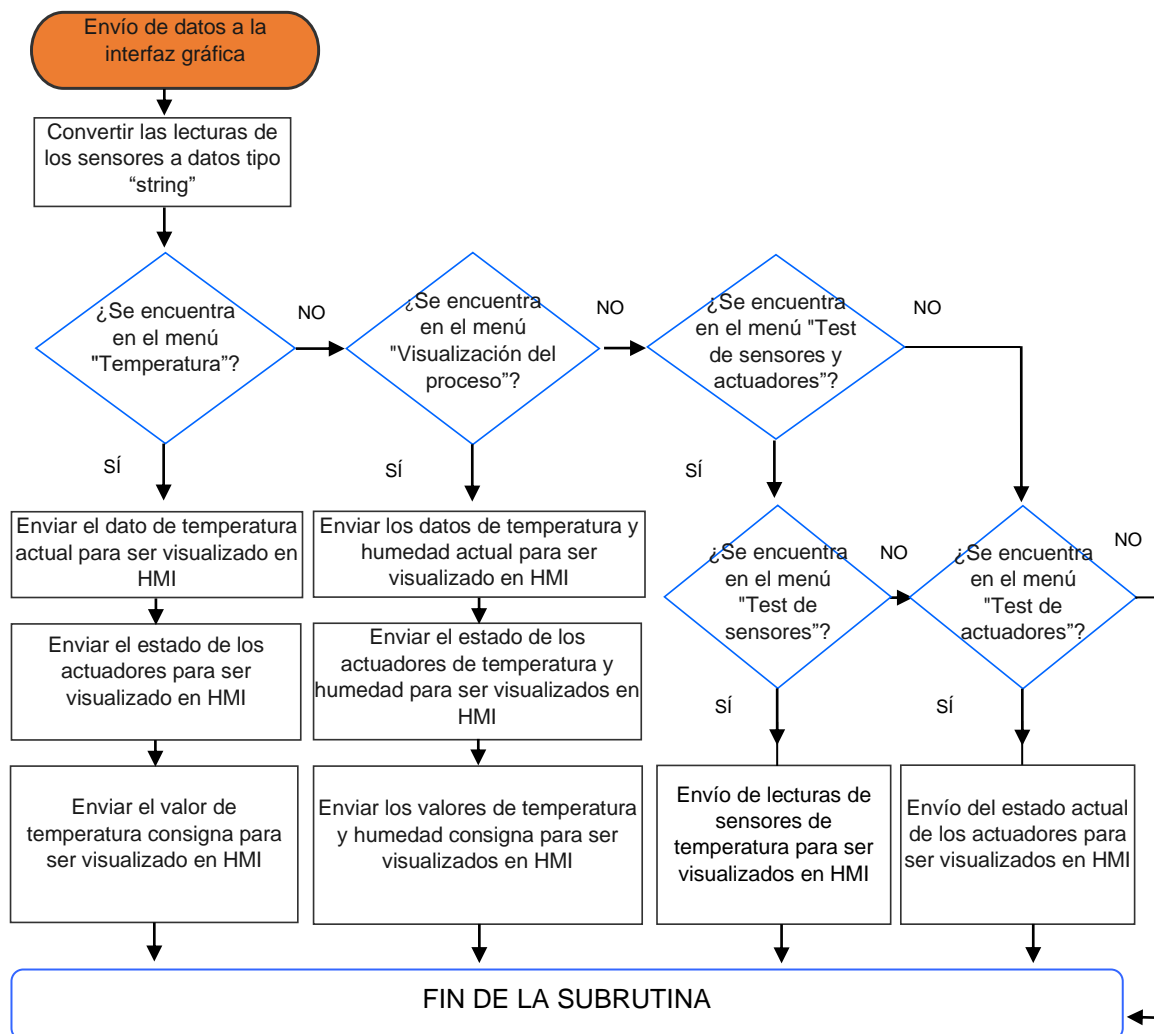 Envío de datos a la
interfaz gráfica
Convertir las lecturas de
los sensores a datos tipo
“string”
¿Se encuentra
en el menú
"Temperatura”?
NO
SÍ
¿Se encuentra
en el menú
"Visualización del
proceso”?
NO
SÍ
¿Se encuentra
en el menú "Test
de sensores y
actuadores”?
NO
SÍ
Enviar el dato de temperatura
actual para ser visualizado en
HMI
Enviar el estado de los
actuadores para ser
visualizado en HMI
Enviar el valor de
temperatura consigna para
ser visualizado en HMI
Enviar los datos de temperatura y
humedad actual para ser
visualizado en HMI
Enviar el estado de los
actuadores de temperatura y
humedad para ser visualizados en
HMI
Enviar los valores de temperatura
y humedad consigna para ser
visualizados en HMI
¿Se encuentra
en el menú
"Test de
sensores”?
NO
SÍ
Envío de lecturas de
sensores de
temperatura para ser
visualizados en HMI
¿Se encuentra
en el menú
"Test de
actuadores”?
NO
SÍ
Envío del estado actual
de los actuadores para
ser visualizados en HMI
FIN DE LA SUBRUTINA